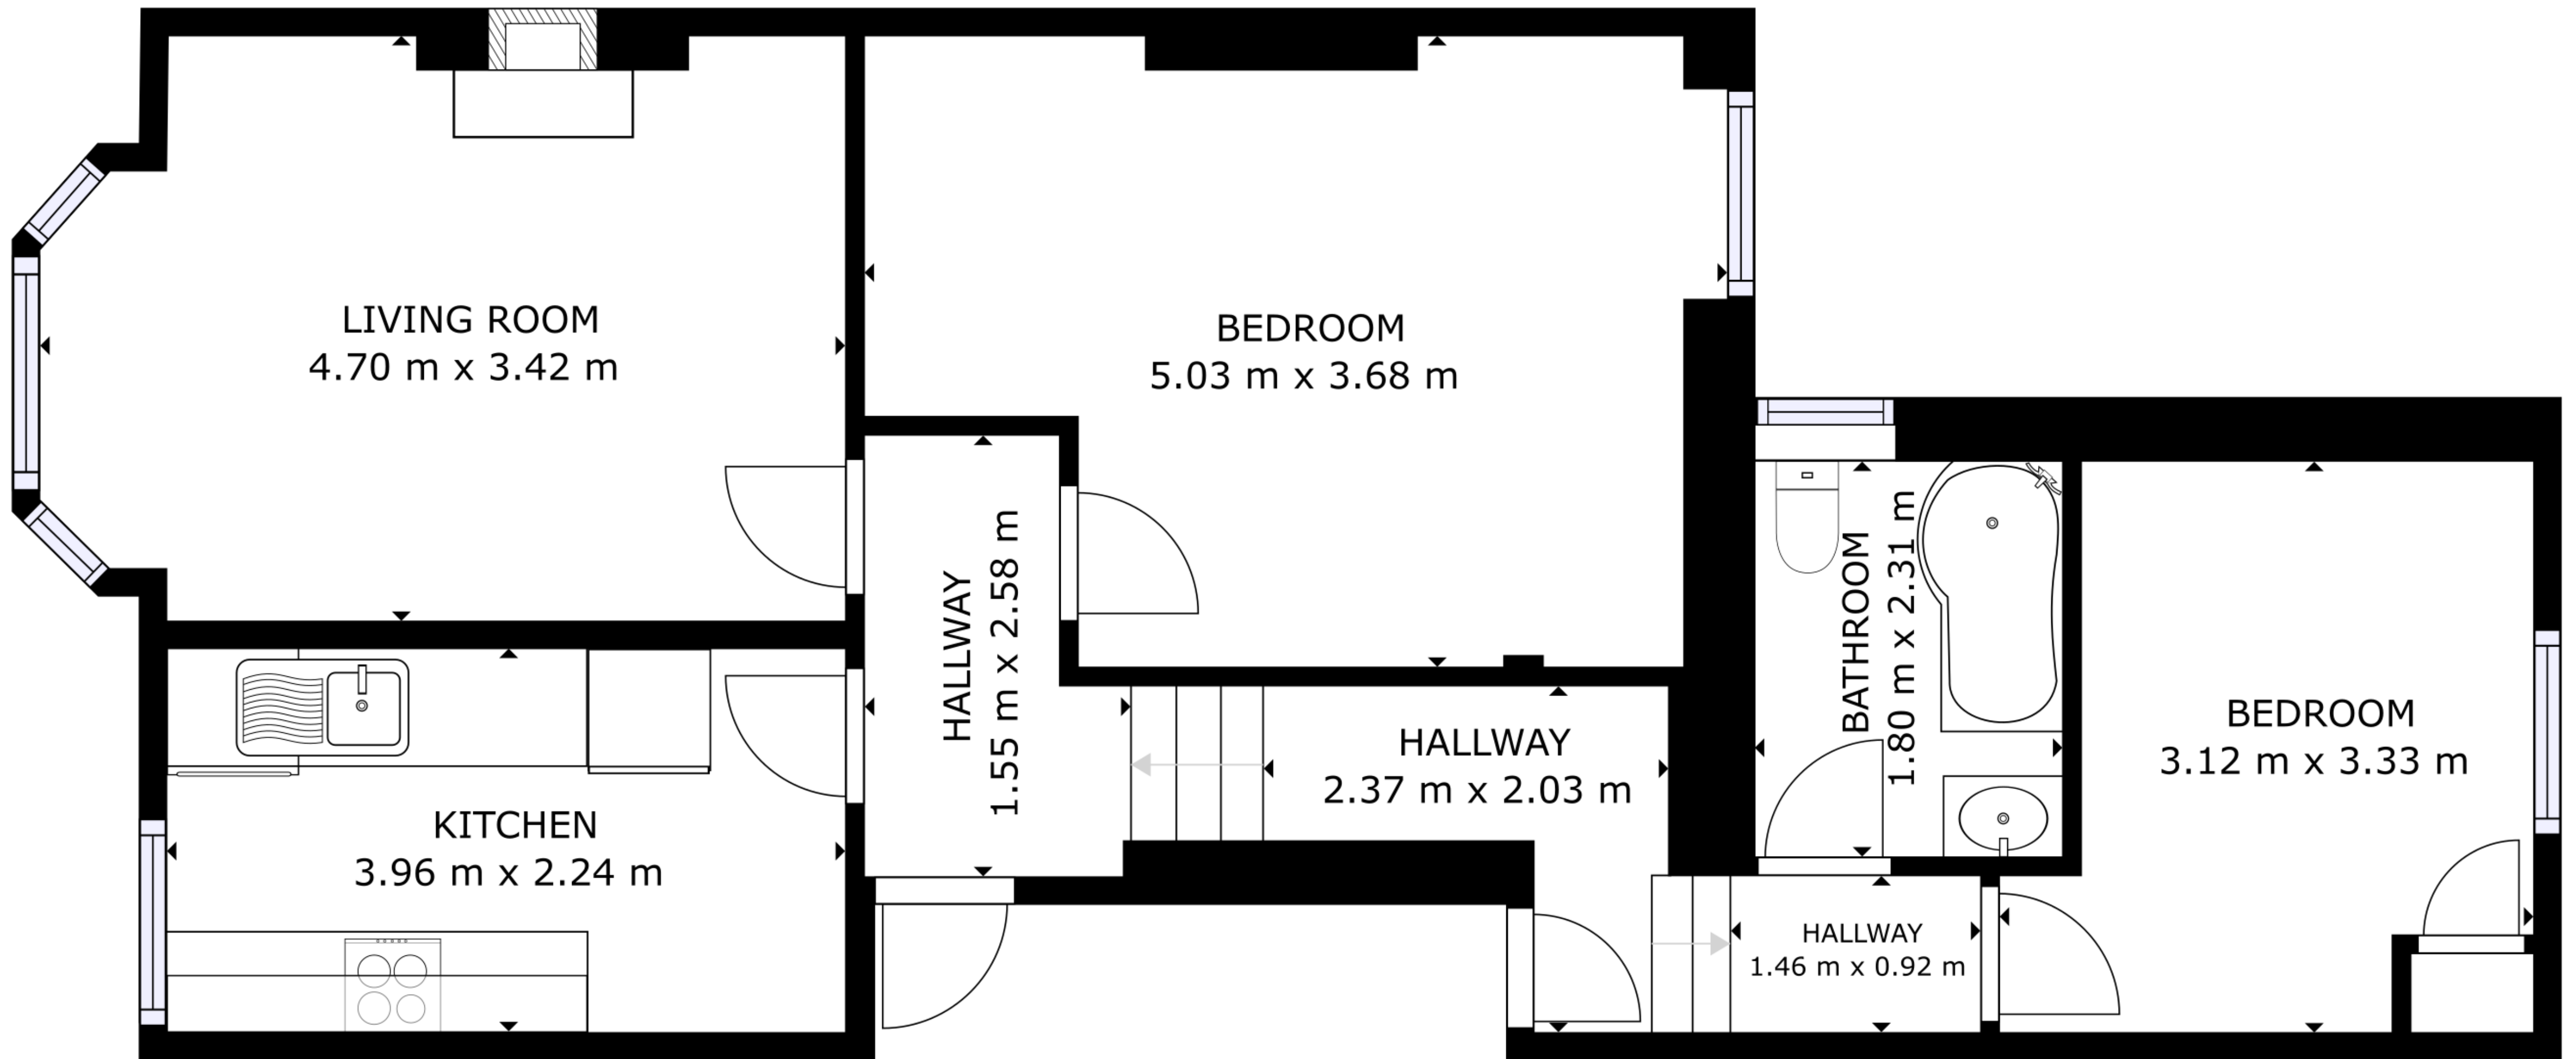 LIVING ROOM
4.70 m x 3.42 m
BEDROOM
5.03 m x 3.68 m
HALLWAY
1.55 m x 2.58 m
KITCHEN
3.96 m x 2.24 m
HALLWAY
2.37 m x 2.03 m
BATHROOM
1.80 m x 2.31 m
BEDROOM
3.12 m x 3.33 m
HALLWAY
1.46 m x 0.92 m